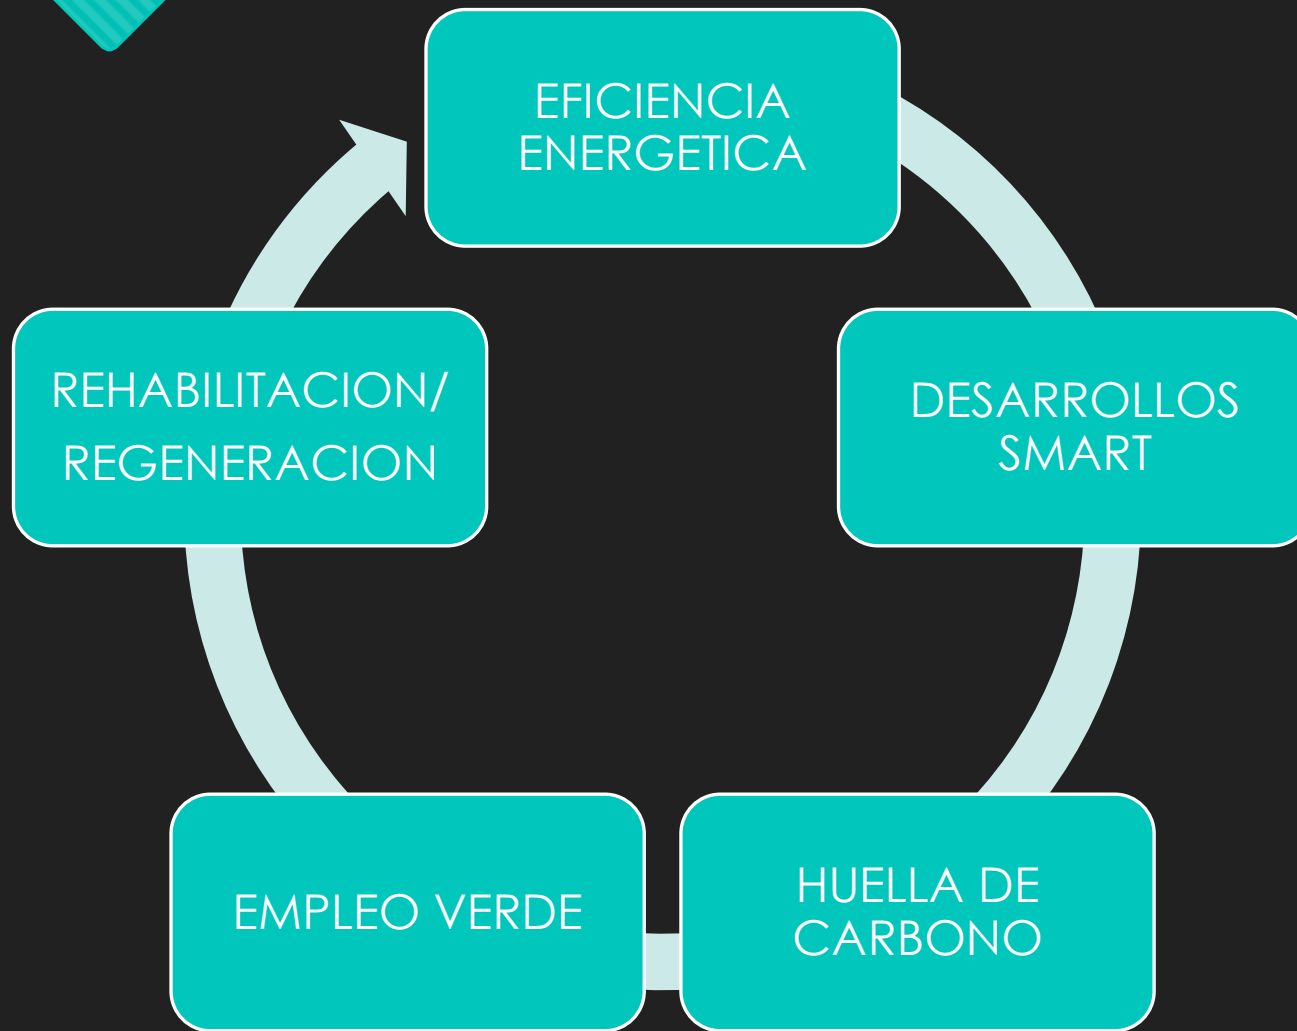 EFICIENCIA
ENERGETICA
DESARROLLOS
SMART
HUELLA DE
CARBONO
EMPLEO VERDE
REHABILITACION/
REGENERACION